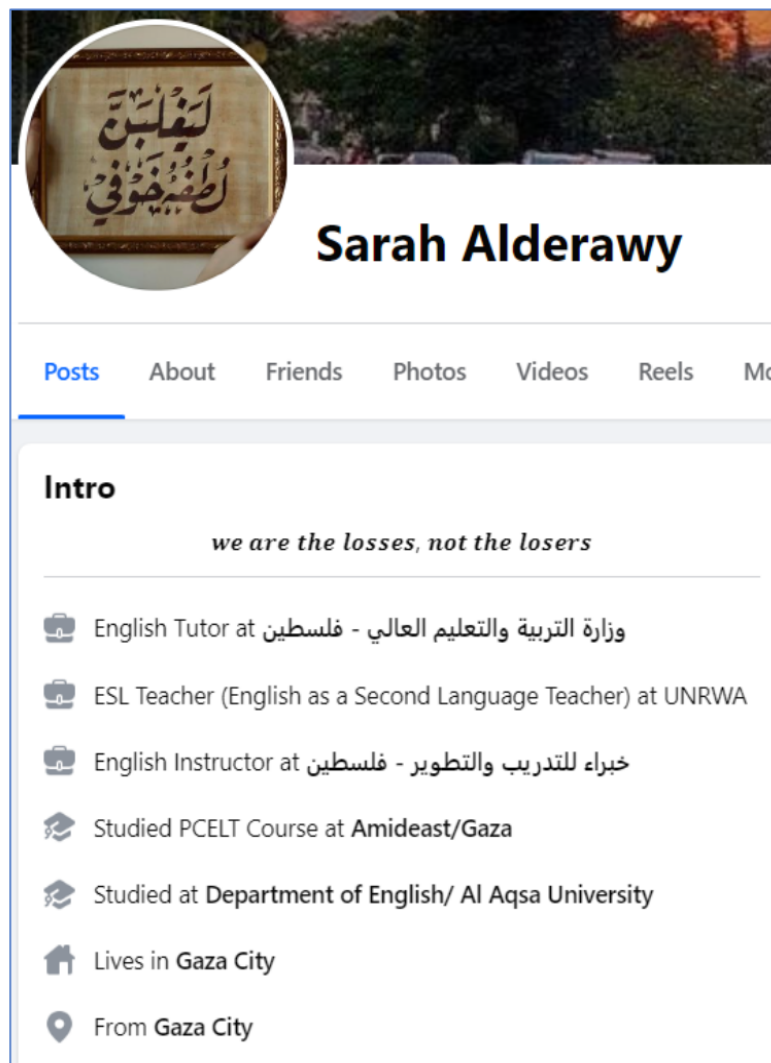 لَيَغْلِبَنَّ
لُطْفُهُ خَوْفِي
Sarah Alderawy
Posts About Friends Photos Videos Reels Mo
Intro
we are the losses, not the losers
English Tutor at وزارة التربية والتعليم العالي - فلسطين
ESL Teacher (English as a Second Language Teacher) at UNRWA
English Instructor at خبراء للتدريب والتطوير - فلسطين
Studied PCELT Course at Amideast/Gaza
Studied at Department of English/ Al Aqsa University
Lives in Gaza City
From Gaza City